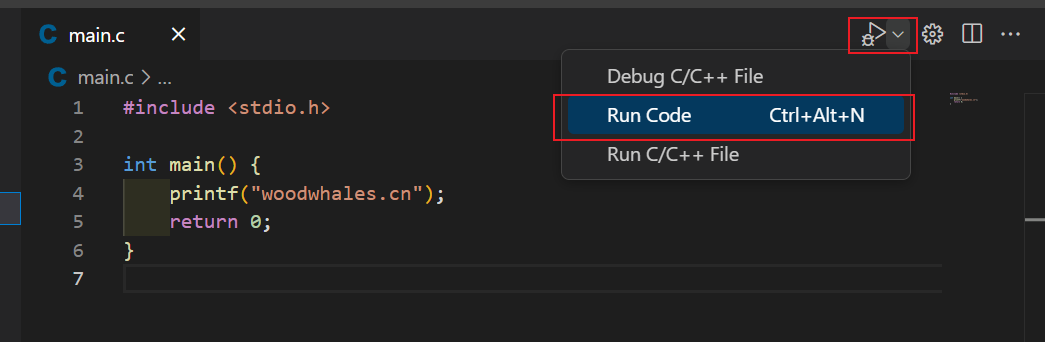 C main.c
C main.c > ...
Debug C/C++ File
Run Code Ctrl+Alt+N
Run C/C++ File
1 #include <stdio.h>
2
3 int main() {
4 printf("woodwhales.cn");
5 return 0;
6 }
7